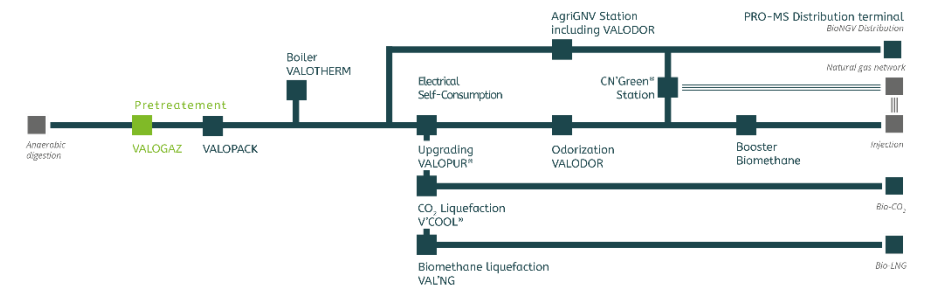 AgriGNV Station
including VALODOR
PRO-MS Distribution terminal
BioNGV Distribution
Boiler
VALOTHERM
Natural gas network
Electrical
Self-Consumption
CN'Green®
Station
Pretreatement
Anaerobic
digestion
VALOGAZ
VALOPACK
Upgrading
VALOPUR®
Odorization
VALODOR
Booster
Biomethane
Injection
CO₂ Liquefaction
V'COOL®
Bio-CO₂
Biomethane liquefaction
VAL'NG
Bio-LNG